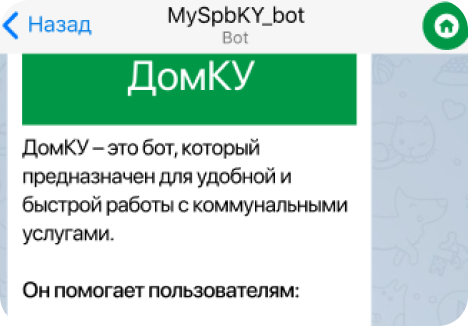 Назад
MySpbKY_bot
Bot
ДомКУ
ДомКУ – это бот, который
предназначен для удобной и
быстрой работы с коммунальными
услугами.
Он помогает пользователям: